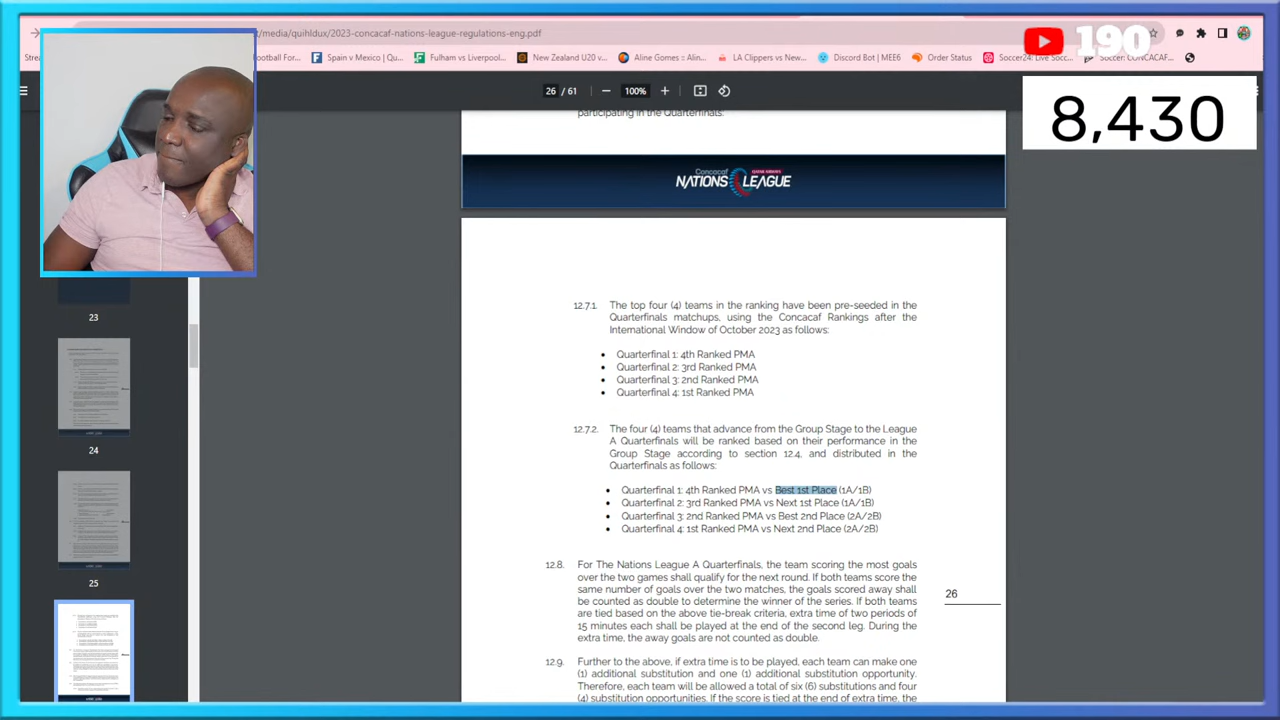 /media/quihldux/2023-concacaf-nations-league-regulations-eng.pdf
190
Football For...
Spain v Mexico | Qu...
Fulham vs Liverpool...
New Zealand U20 v...
Aline Gomes :: Alin...
LA Clippers vs New...
Discord Bot | MEE6
Order Status
Soccer24: Live Socc...
Soccer: CONCACAF...
26 / 61
100%
8,430
participating in the Quarterfinals:
Concacaf
NATIONS LEAGUE
12.7.1. The top four (4) teams in the ranking have been pre-seeded in the
Quarterfinals matchups, using the Concacaf Rankings after the
International Window of October 2023 as follows:
• Quarterfinal 1: 4th Ranked PMA
• Quarterfinal 2: 3rd Ranked PMA
• Quarterfinal 3: 2nd Ranked PMA
• Quarterfinal 4: 1st Ranked PMA
12.7.2. The four (4) teams that advance from the Group Stage to the League
A Quarterfinals will be ranked based on their performance in the
Group Stage according to section 12.4, and distributed in the
Quarterfinals as follows:
• Quarterfinal 1: 4th Ranked PMA vs Best 1st Place (1A/1B)
• Quarterfinal 2: 3rd Ranked PMA vs Next 1st Place (1A/1B)
• Quarterfinal 3: 2nd Ranked PMA vs Best 2nd Place (2A/2B)
• Quarterfinal 4: 1st Ranked PMA vs Next 2nd Place (2A/2B)
12.8. For The Nations League A Quarterfinals, the team scoring the most goals
over the two games shall qualify for the next round. If both teams score the
same number of goals over the two matches, the goals scored away shall
be counted as double to determine the winner of the series. If both teams
are tied based on the above tie-break criteria, extra time of two periods of
15 minutes each shall be played at the end of the second leg. During the
extra time, the away goals are not counted as double.
26
12.9. Further to the above, if extra time is to be played, each team can make one
(1) additional substitution and one (1) additional substitution opportunity.
Therefore, each team will be allowed a total of six (6) substitutions and four
(4) substitution opportunities. If the score is tied at the end of extra time, the
23
24
25